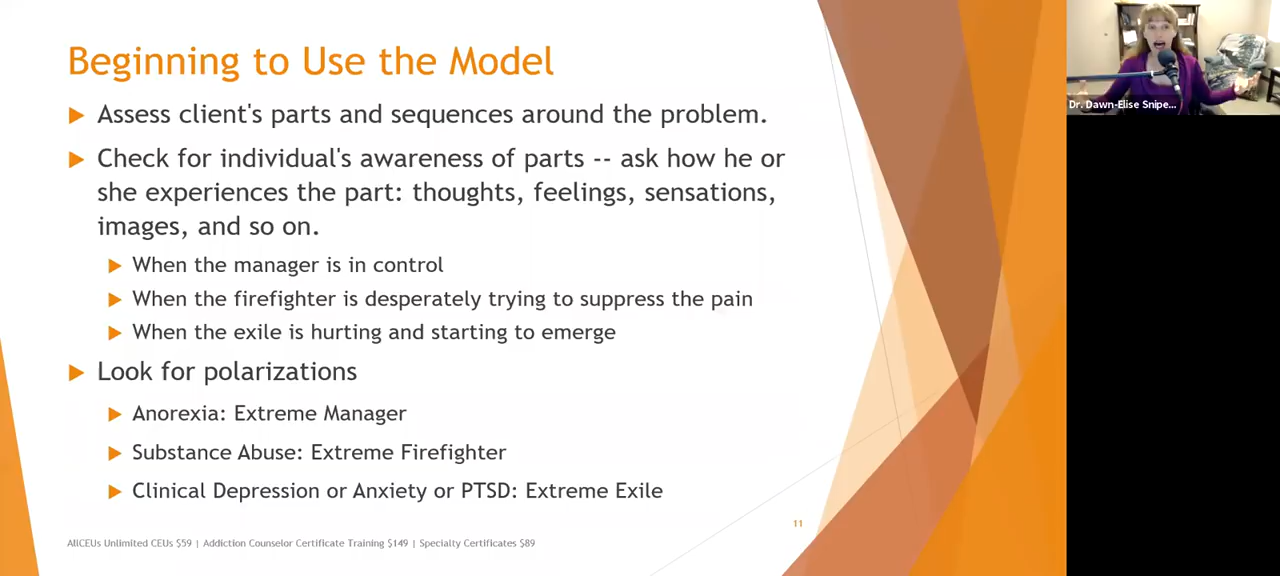 Beginning to Use the Model
Assess client's parts and sequences around the problem.
Check for individual's awareness of parts -- ask how he or
she experiences the part: thoughts, feelings, sensations,
images, and so on.
When the manager is in control
When the firefighter is desperately trying to suppress the pain
When the exile is hurting and starting to emerge
Look for polarizations
Anorexia: Extreme Manager
Substance Abuse: Extreme Firefighter
Clinical Depression or Anxiety or PTSD: Extreme Exile
11
AllCEUs Unlimited CEUs $59 | Addiction Counselor Certificate Training $149 | Specialty Certificates $89
Dr. Dawn-Elise Snipe...